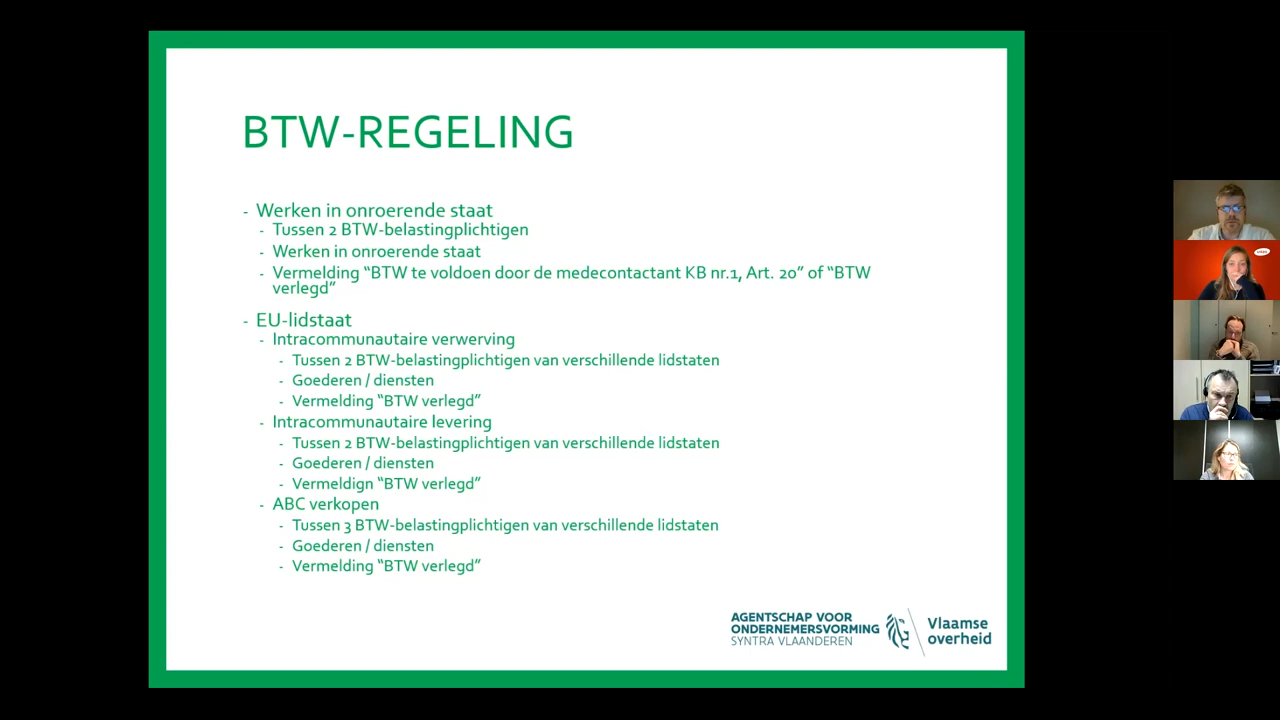 BTW-REGELING
- Werken in onroerende staat
- Tussen 2 BTW-belastingplichtigen
- Werken in onroerende staat
- Vermelding “BTW te voldoen door de medecontactant KB nr.1, Art. 20” of “BTW
verlegd”
- EU-lidstaat
- Intracommunautaire verwerving
- Tussen 2 BTW-belastingplichtigen van verschillende lidstaten
- Goederen / diensten
- Vermelding “BTW verlegd”
- Intracommunautaire levering
- Tussen 2 BTW-belastingplichtigen van verschillende lidstaten
- Goederen / diensten
- Vermeldign “BTW verlegd”
- ABC verkopen
- Tussen 3 BTW-belastingplichtigen van verschillende lidstaten
- Goederen / diensten
- Vermelding “BTW verlegd”
AGENTSCHAP VOOR
ONDERNEMERSVORMING
SYNTRA VLAANDEREN
Vlaamse
overheid